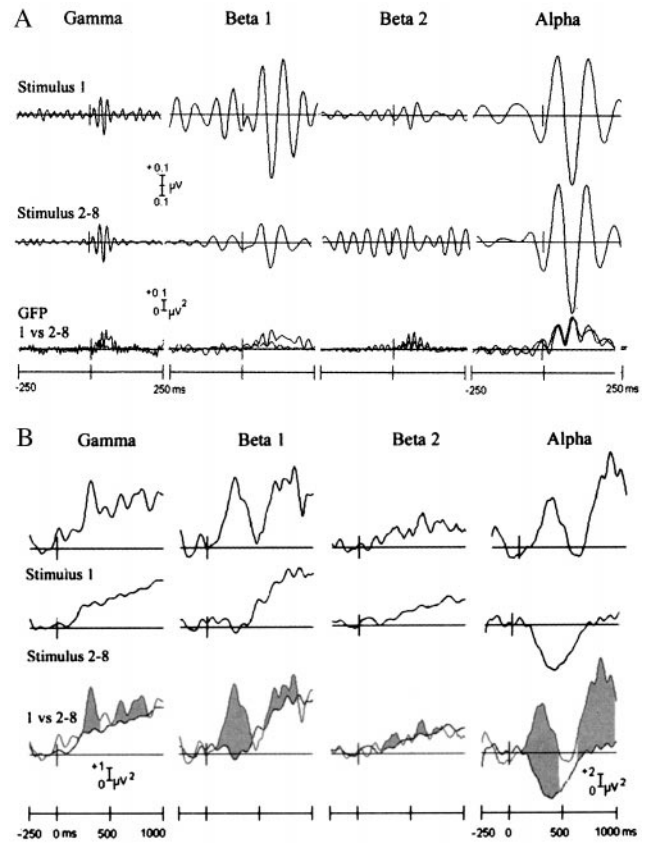 A
Gamma Beta 1 Beta 2 Alpha
Stimulus 1
+0.1
μV
0.1
Stimulus 2-8
+0 1
0 μV²
GFP
1 vs 2-8
-250 250 ms -250 250 ms
B
Gamma Beta 1 Beta 2 Alpha
Stimulus 1
Stimulus 2-8
1 vs 2-8
+1
0 μV²
+2
0 μV²
-250 0 ms 500 1000 -250 0 500 1000 ms